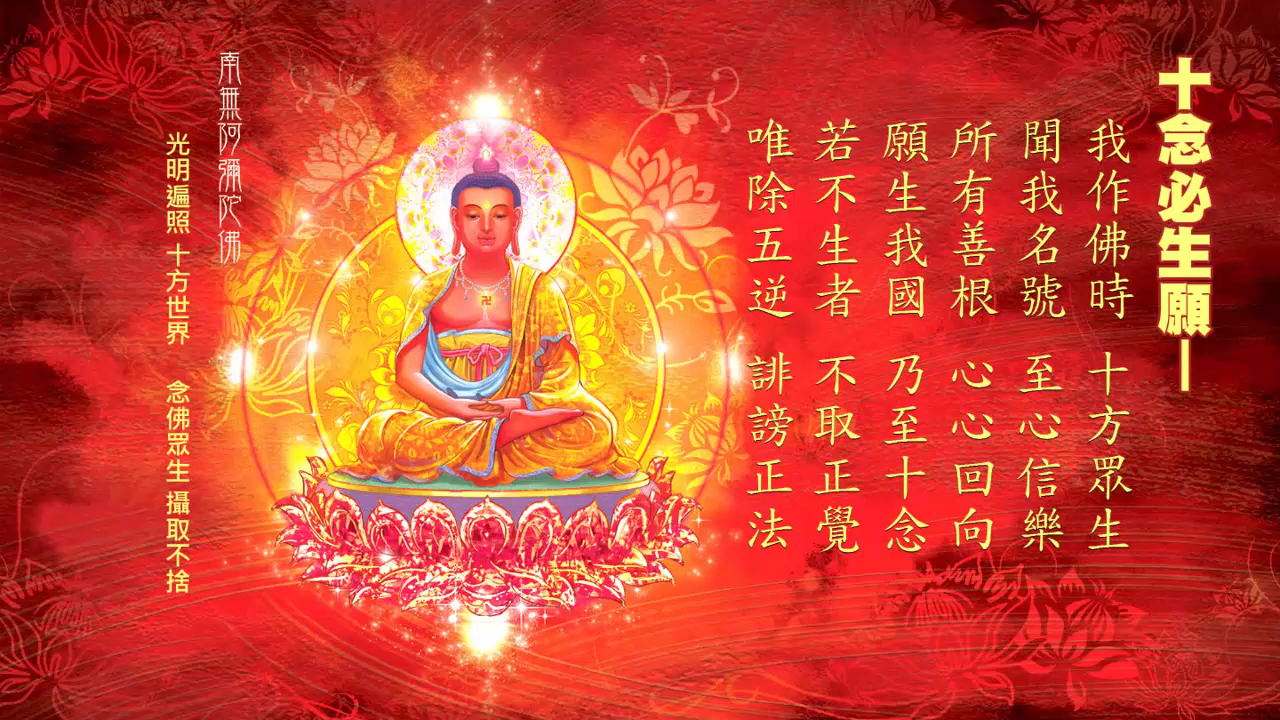 十念必生願—
我作佛時 十方眾生
聞我名號 至心信樂
所有善根 心心回向
願生我國 乃至十念
若不生者 不取正覺
唯除五逆 誹謗正法
卍
南無阿彌陀佛
光明遍照 十方世界 念佛眾生 攝取不捨